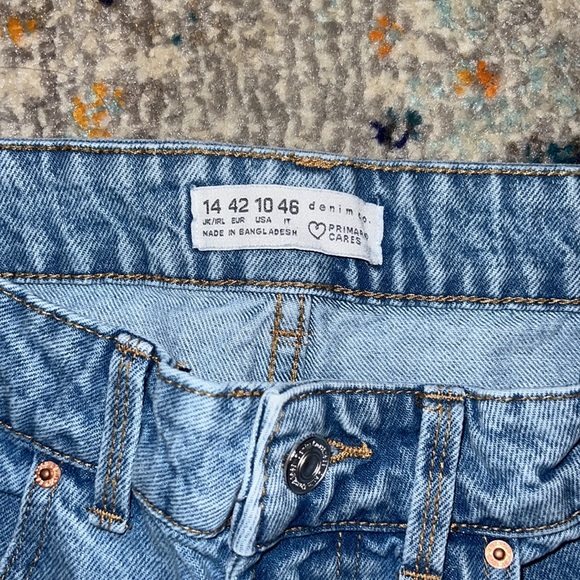 14 42 10 46 denim co.
UK/IRL EUR USA IT
MADE IN BANGLADESH
PRIMARK
CARES